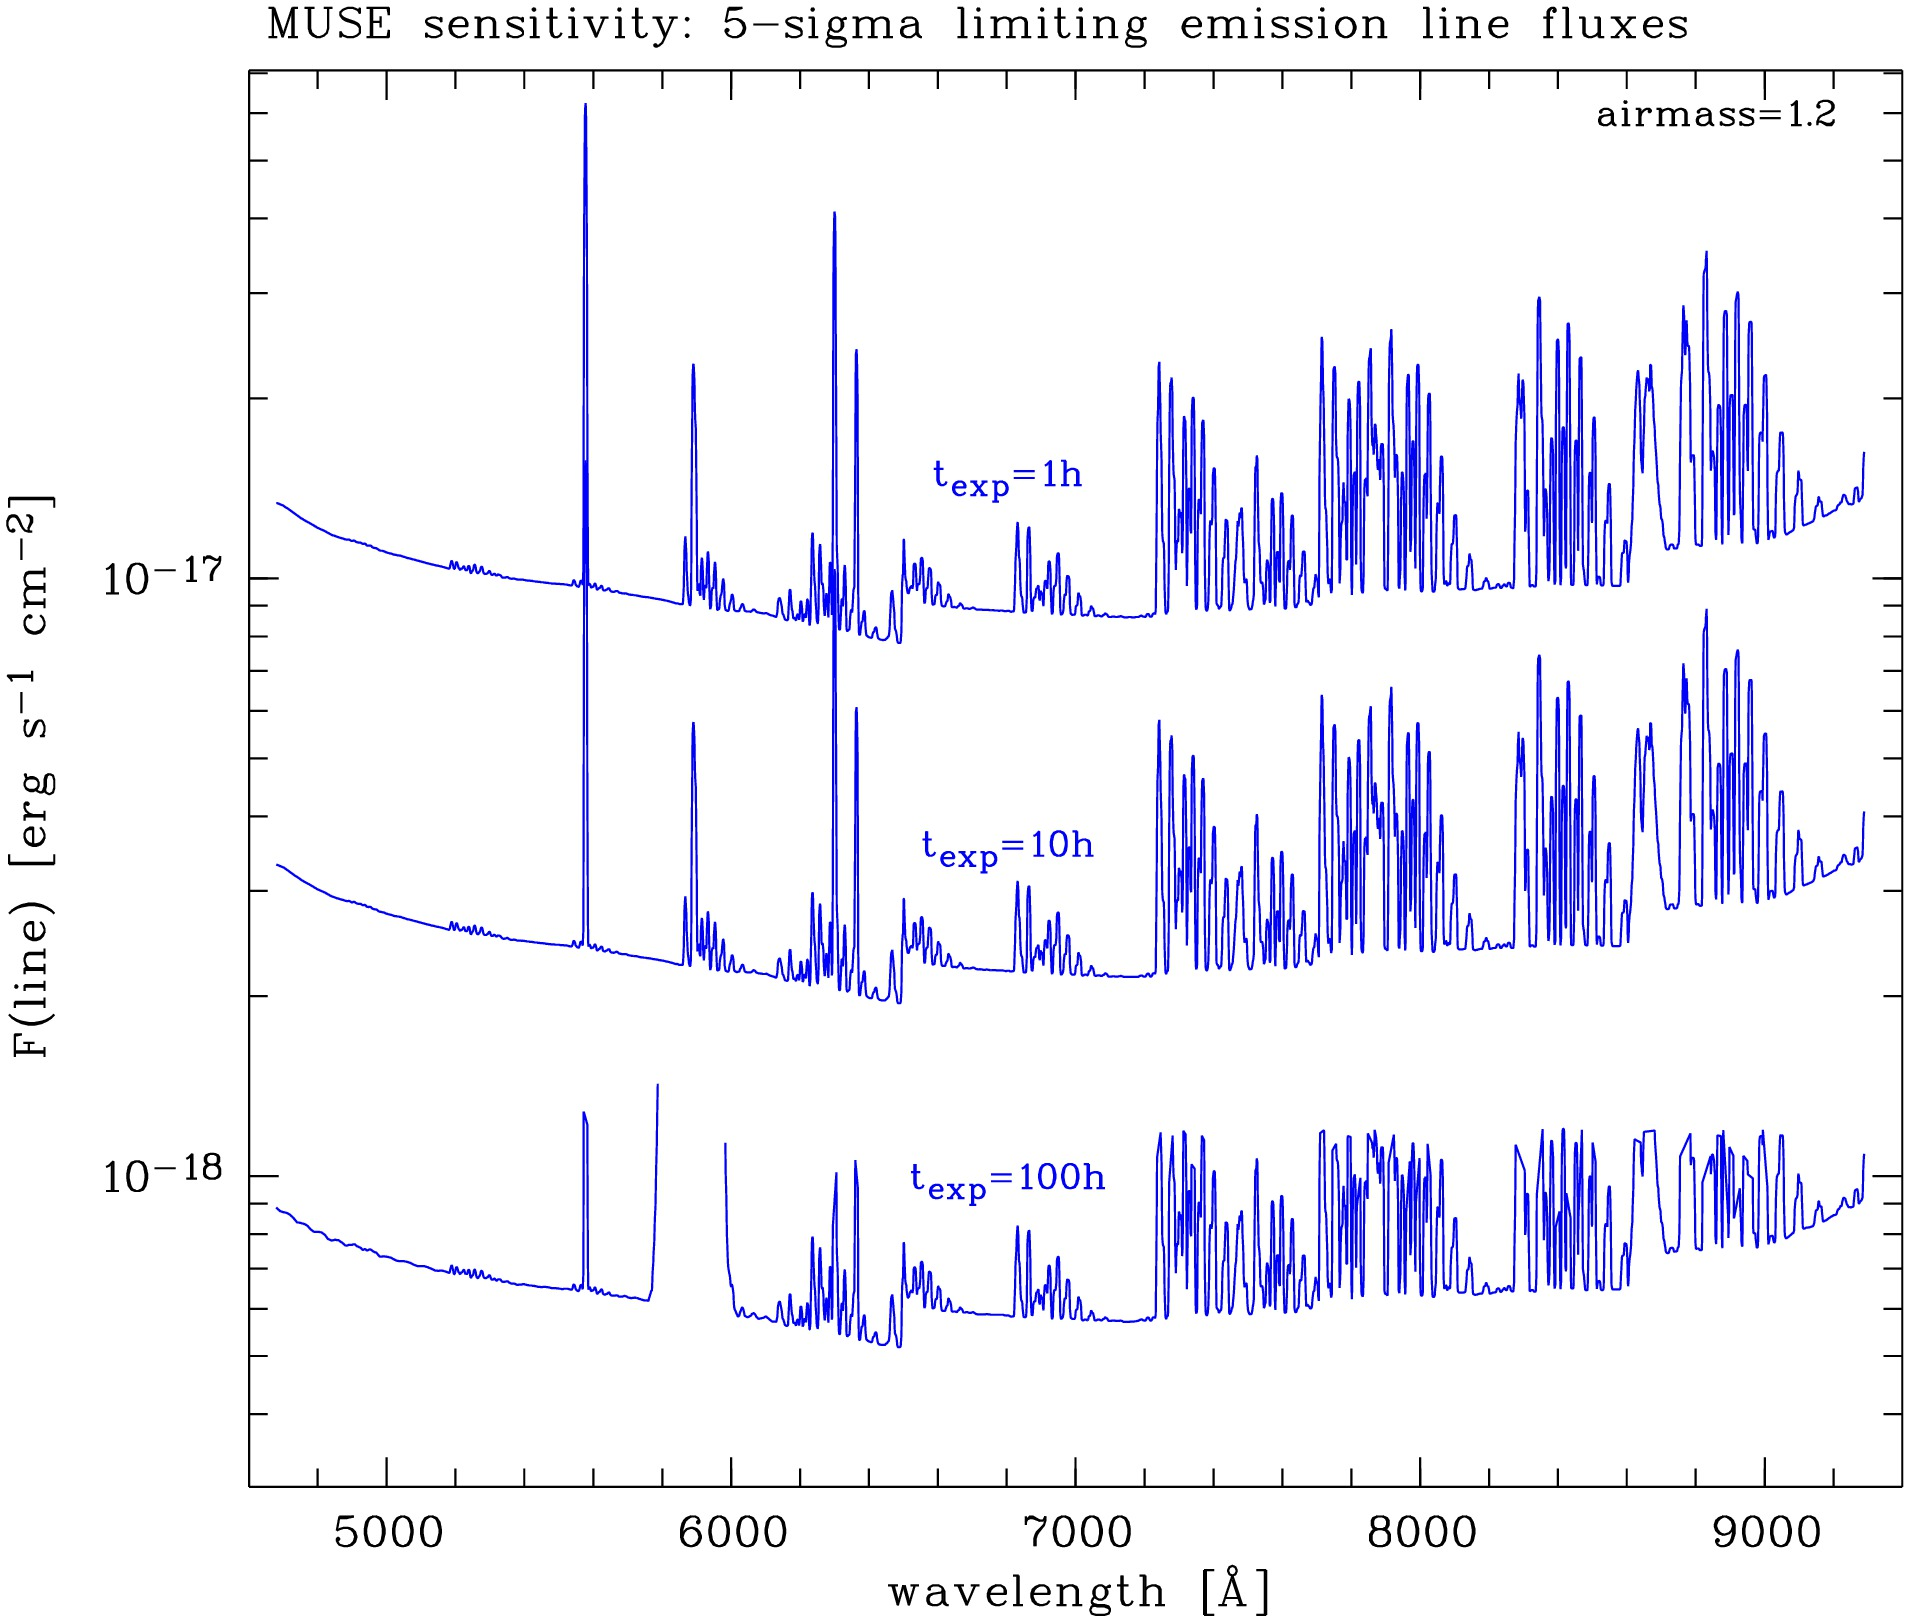 MUSE sensitivity: 5-sigma limiting emission line fluxes
airmass=1.2
t_exp=1h
10^-17
t_exp=10h
F(line) [erg s^-1 cm^-2]
t_exp=100h
10^-18
5000 6000 7000 8000 9000
wavelength [Å]